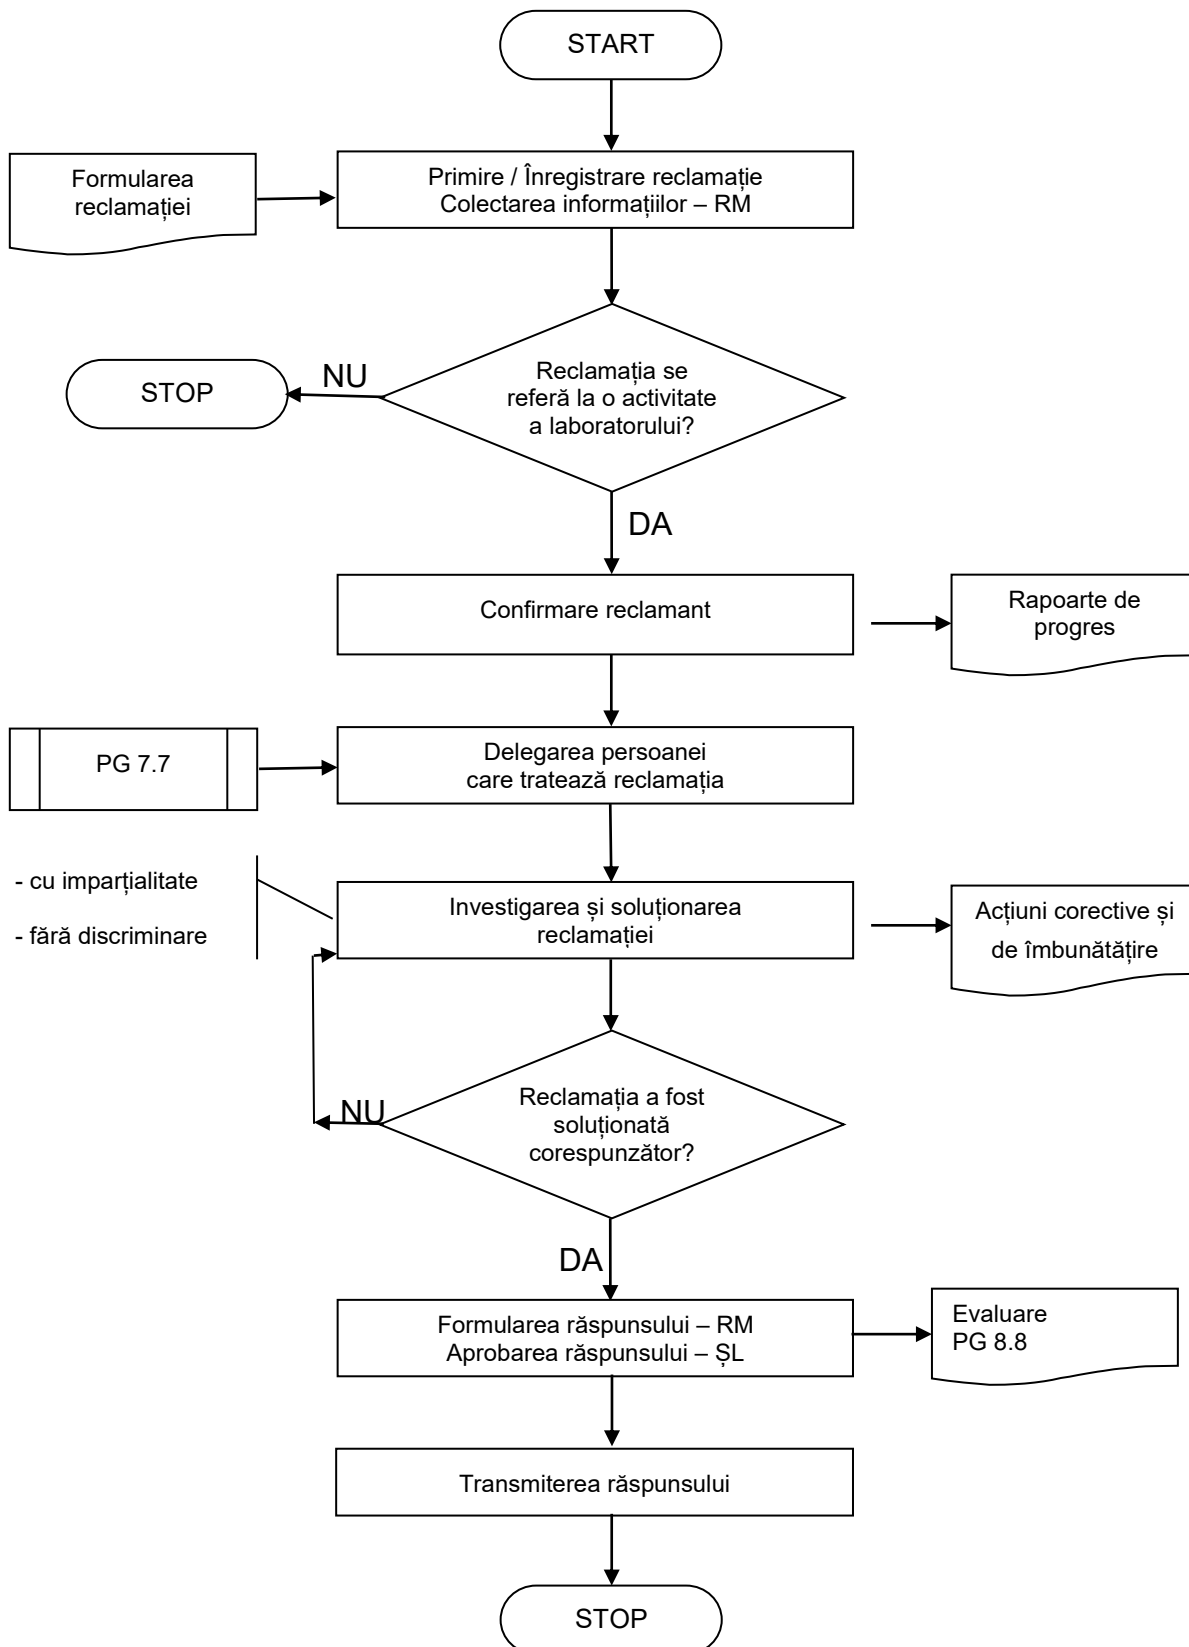 START
Formularea
reclamației
Primire / Înregistrare reclamație
Colectarea informațiilor – RM
Reclamația se
referă la o activitate
a laboratorului?
NU
STOP
DA
Confirmare reclamant
Rapoarte de
progres
PG 7.7
Delegarea persoanei
care tratează reclamația
- cu imparțialitate
- fără discriminare
Investigarea și soluționarea
reclamației
Acțiuni corective și
de îmbunătățire
Reclamația a fost
soluționată
corespunzător?
NU
DA
Formularea răspunsului – RM
Aprobarea răspunsului – ȘL
Evaluare
PG 8.8
Transmiterea răspunsului
STOP